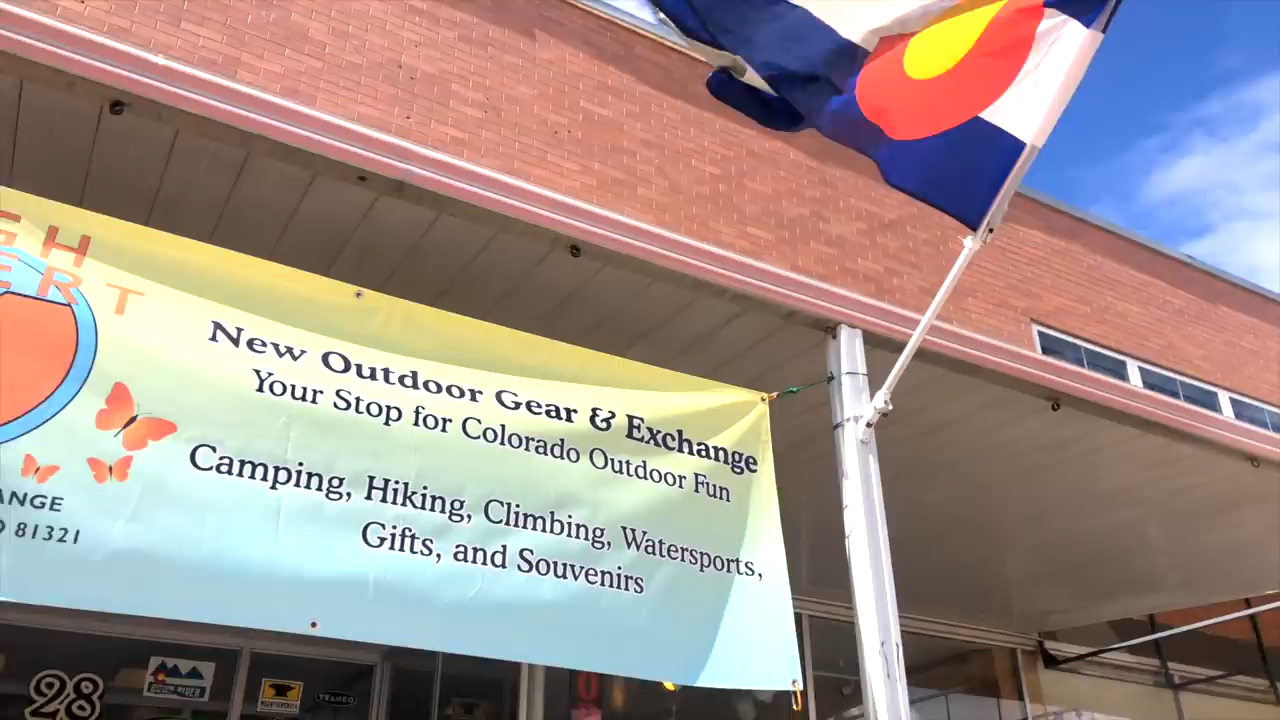 GH
ERT
New Outdoor Gear & Exchange
Your Stop for Colorado Outdoor Fun
Camping, Hiking, Climbing, Watersports,
Gifts, and Souvenirs
ANGE
81321
28